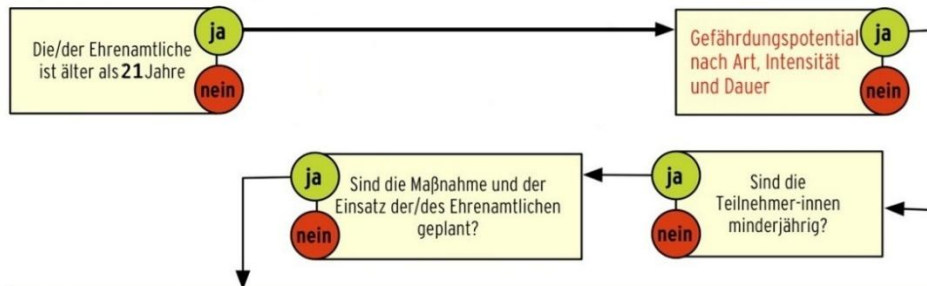 Die/der Ehrenamtliche
ist älter als 21 Jahre
ja
nein
Gefährdungspotential
nach Art, Intensität
und Dauer
ja
nein
ja
nein
Sind die Maßnahme und der
Einsatz der/des Ehrenamtlichen
geplant?
ja
nein
Sind die
Teilnehmer-innen
minderjährig?